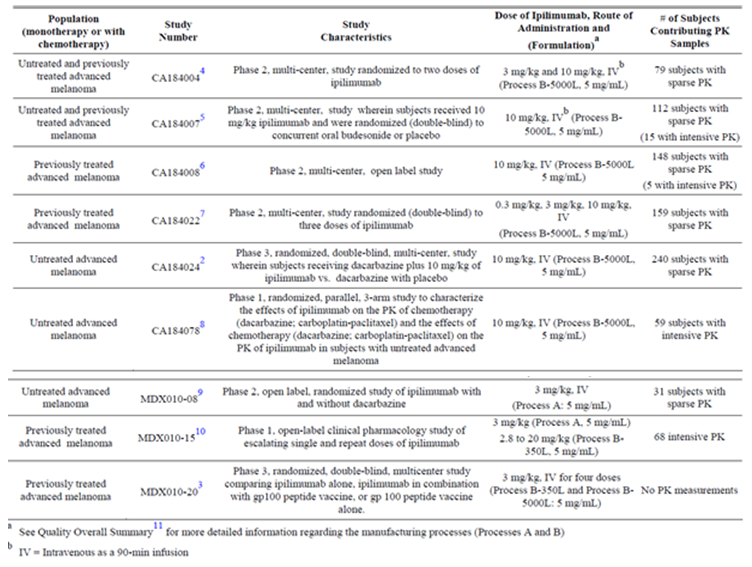 Population
(monotherapy or with
chemotherapy)
Study
Number
Study
Characteristics
Dose of Ipilimumab, Route of
Administration and
(Formulation)a
# of Subjects
Contributing PK
Samples
Untreated and previously
treated advanced
melanoma
CA184004 4
Phase 2, multi-center, study randomized to two doses of
ipilimumab
3 mg/kg and 10 mg/kg, IVb
(Process B-5000L, 5 mg/mL)
79 subjects with
sparse PK
Untreated and previously
treated advanced
melanoma
CA184007 5
Phase 2, multi-center, study wherein subjects received 10
mg/kg ipilimumab and were randomized (double-blind) to
concurrent oral budesonide or placebo
10 mg/kg, IVb (Process B-
5000L, 5 mg/mL)
112 subjects with
sparse PK
(15 with intensive PK)
Previously treated
advanced melanoma
CA184008 6
Phase 2, multi-center, open label study
10 mg/kg, IV (Process B-5000L
5 mg/mL)
148 subjects with
sparse PK
(5 with intensive PK)
Previously treated
advanced melanoma
CA184022 7
Phase 2, multi-center, study randomized (double-blind) to
three doses of ipilimumab
0.3 mg/kg, 3 mg/kg, 10 mg/kg,
IV
(Process B-5000L, 5 mg/mL)
159 subjects with
sparse PK
Untreated advanced
melanoma
CA184024 2
Phase 3, randomized, double-blind, multi-center, study
wherein subjects receiving dacarbazine plus 10 mg/kg of
ipilimumab vs. dacarbazine with placebo
10 mg/kg, IV (Process B-5000L,
5 mg/mL)
240 subjects with
sparse PK
Untreated advanced
melanoma
CA184078 8
Phase 1, randomized, parallel, 3-arm study to characterize
the effects of ipilimumab on the PK of chemotherapy
(dacarbazine; carboplatin-paclitaxel) and the effects of
chemotherapy (dacarbazine; carboplatin-paclitaxel) on
the PK of ipilimumab in subjects with untreated advanced
melanoma
10 mg/kg, IV (Process B-5000L,
5 mg/mL)
59 subjects with
intensive PK
Untreated advanced
melanoma
MDX010-08 9
Phase 2, open label, randomized study of ipilimumab with
and without dacarbazine
3 mg/kg, IV
(Process A: 5 mg/mL)
31 subjects with
sparse PK
Previously treated
advanced melanoma
MDX010-15 10
Phase 1, open-label clinical pharmacology study of
escalating single and repeat doses of ipilimumab
3 mg/kg (Process A, 5 mg/mL)
2.8 to 20 mg/kg (Process B-
350L, 5 mg/mL)
68 intensive PK
Previously treated
advanced melanoma
MDX010-20 3
Phase 3, randomized, double-blind, multicenter study
comparing ipilimumab alone, ipilimumab in combination
with gp100 peptide vaccine, or gp 100 peptide vaccine
alone.
3 mg/kg, IV for four doses
(Process B-350L and Process B-
5000L: 5 mg/mL)
No PK measurements
a See Quality Overall Summary 11 for more detailed information regarding the manufacturing processes (Processes A and B)
b IV = Intravenous as a 90-min infusion